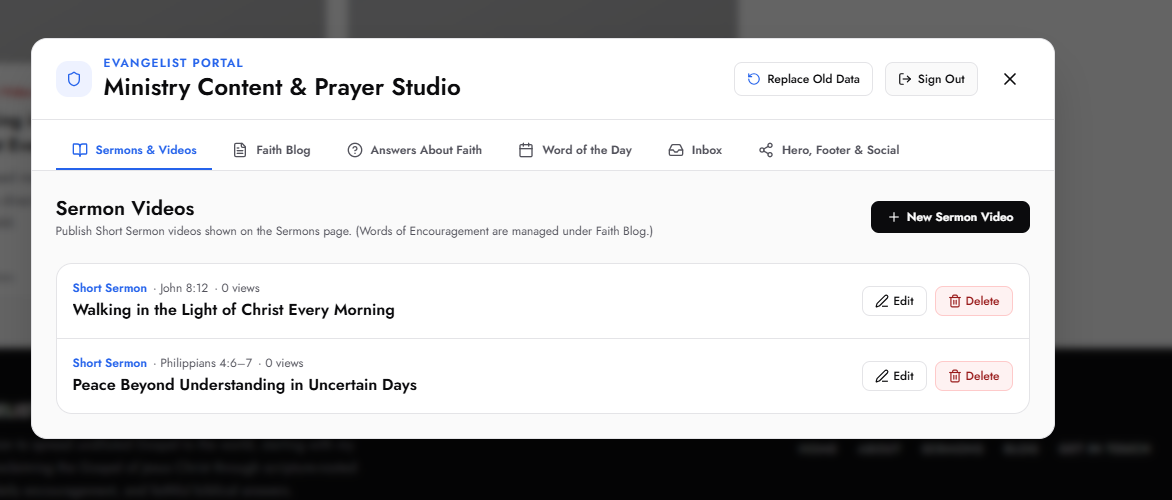 EVANGELIST PORTAL
Ministry Content & Prayer Studio
Replace Old Data
Sign Out
Sermons & Videos
Faith Blog
Answers About Faith
Word of the Day
Inbox
Hero, Footer & Social
Sermon Videos
Publish Short Sermon videos shown on the Sermons page. (Words of Encouragement are managed under Faith Blog.)
New Sermon Video
Short Sermon · John 8:12 · 0 views
Walking in the Light of Christ Every Morning
Edit
Delete
Short Sermon · Philippians 4:6–7 · 0 views
Peace Beyond Understanding in Uncertain Days
Edit
Delete